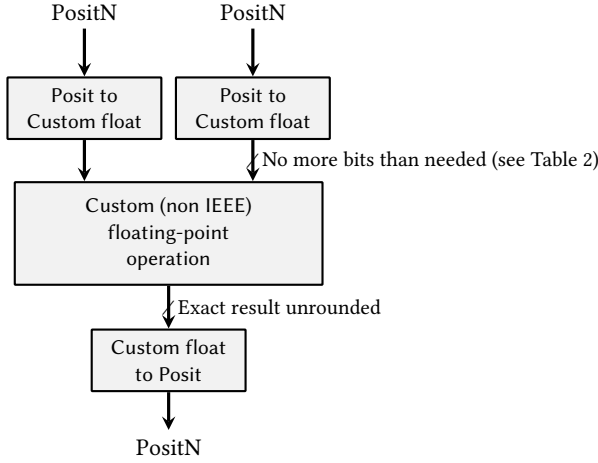 PositN PositN
Posit to Posit to
Custom float Custom float
No more bits than needed (see Table 2)
Custom (non IEEE)
floating-point
operation
Exact result unrounded
Custom float
to Posit
PositN